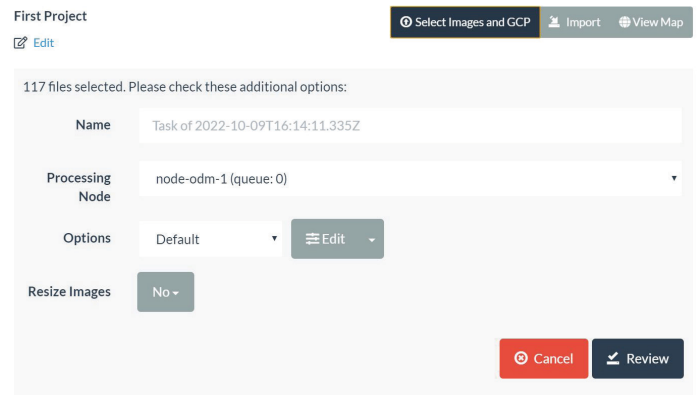 First Project
Select Images and GCP
Import
View Map
Edit
117 files selected. Please check these additional options:
Name
Task of 2022-10-09T16:14:11.335Z
Processing
Node
node-odm-1 (queue: 0)
Options
Default
Edit
Resize Images
No
Cancel
Review